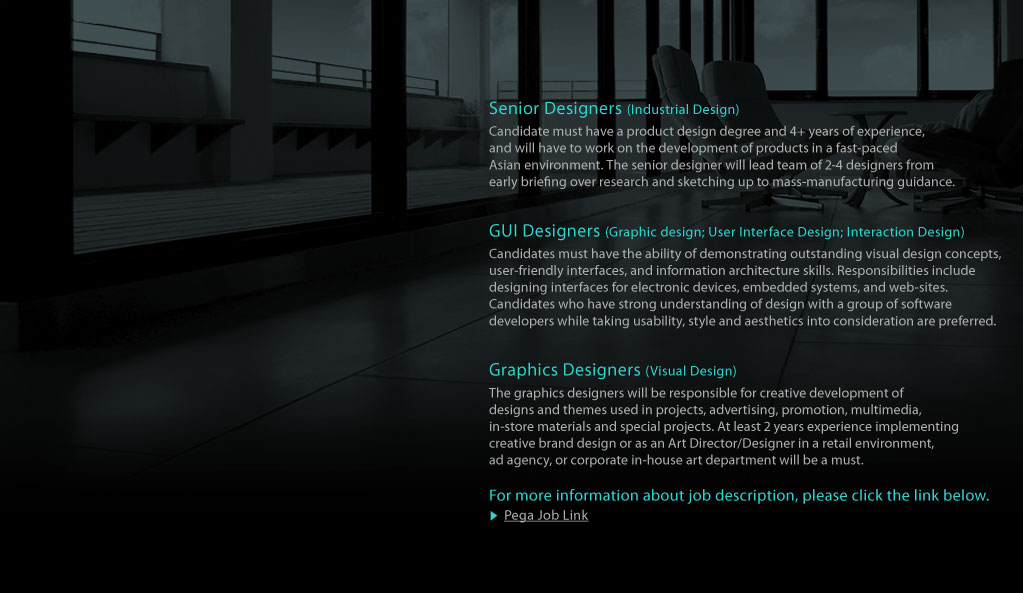 Senior Designers (Industrial Design)
Candidate must have a product design degree and 4+ years of experience,
and will have to work on the development of products in a fast-paced
Asian environment. The senior designer will lead team of 2-4 designers from
early briefing over research and sketching up to mass-manufacturing guidance.
GUI Designers (Graphic design; User Interface Design; Interaction Design)
Candidates must have the ability of demonstrating outstanding visual design concepts,
user-friendly interfaces, and information architecture skills. Responsibilities include
designing interfaces for electronic devices, embedded systems, and web-sites.
Candidates who have strong understanding of design with a group of software
developers while taking usability, style and aesthetics into consideration are preferred.
Graphics Designers (Visual Design)
The graphics designers will be responsible for creative development of
designs and themes used in projects, advertising, promotion, multimedia,
in-store materials and special projects. At least 2 years experience implementing
creative brand design or as an Art Director/Designer in a retail environment,
ad agency, or corporate in-house art department will be a must.
For more information about job description, please click the link below.
Pega Job Link